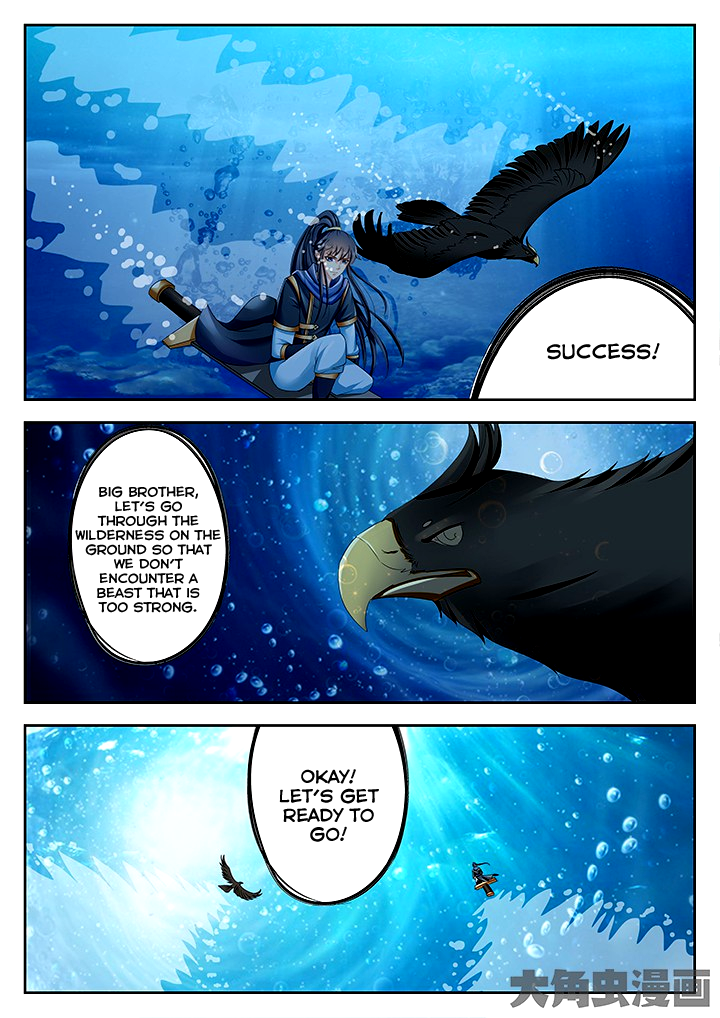 SUCCESS!
BIG BROTHER,
LET'S GO
THROUGH THE
WILDERNESS ON THE
GROUND SO THAT
WE DON'T
ENCOUNTER A
BEAST THAT IS
TOO STRONG.
OKAY!
LET'S GET
READY TO
GO!
大角虫漫画